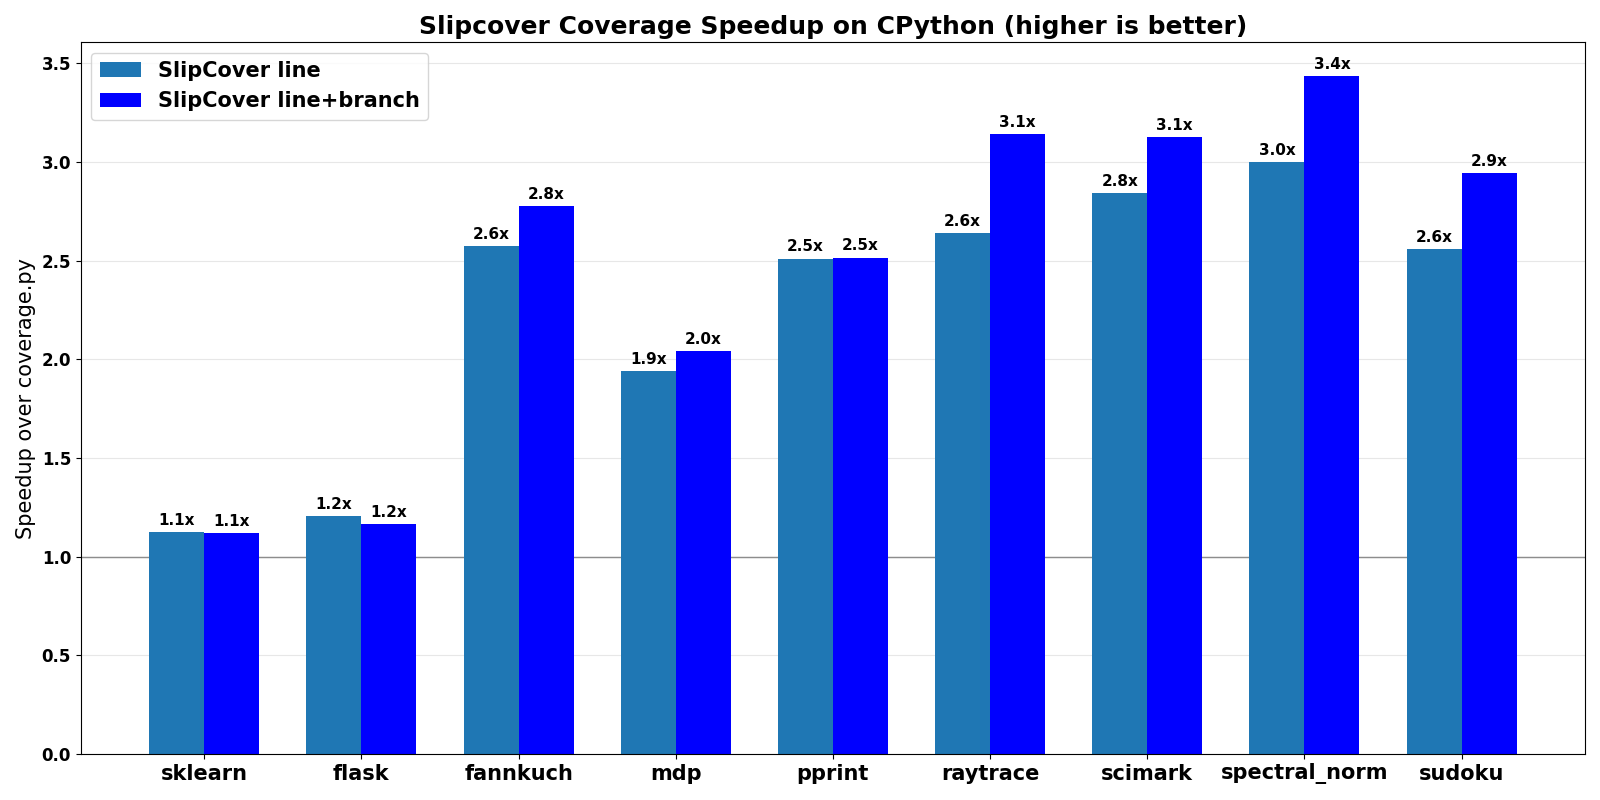 Slipcover Coverage Speedup on CPython (higher is better)
SlipCover line
SlipCover line+branch
Speedup over coverage.py
3.5
3.0
2.5
2.0
1.5
1.0
0.5
0.0
1.1x 1.1x
1.2x 1.2x
2.6x 2.8x
1.9x 2.0x
2.5x 2.5x
2.6x 3.1x
2.8x 3.1x
3.0x 3.4x
2.6x 2.9x
sklearn flask fannkuch mdp pprint raytrace scimark spectral_norm sudoku